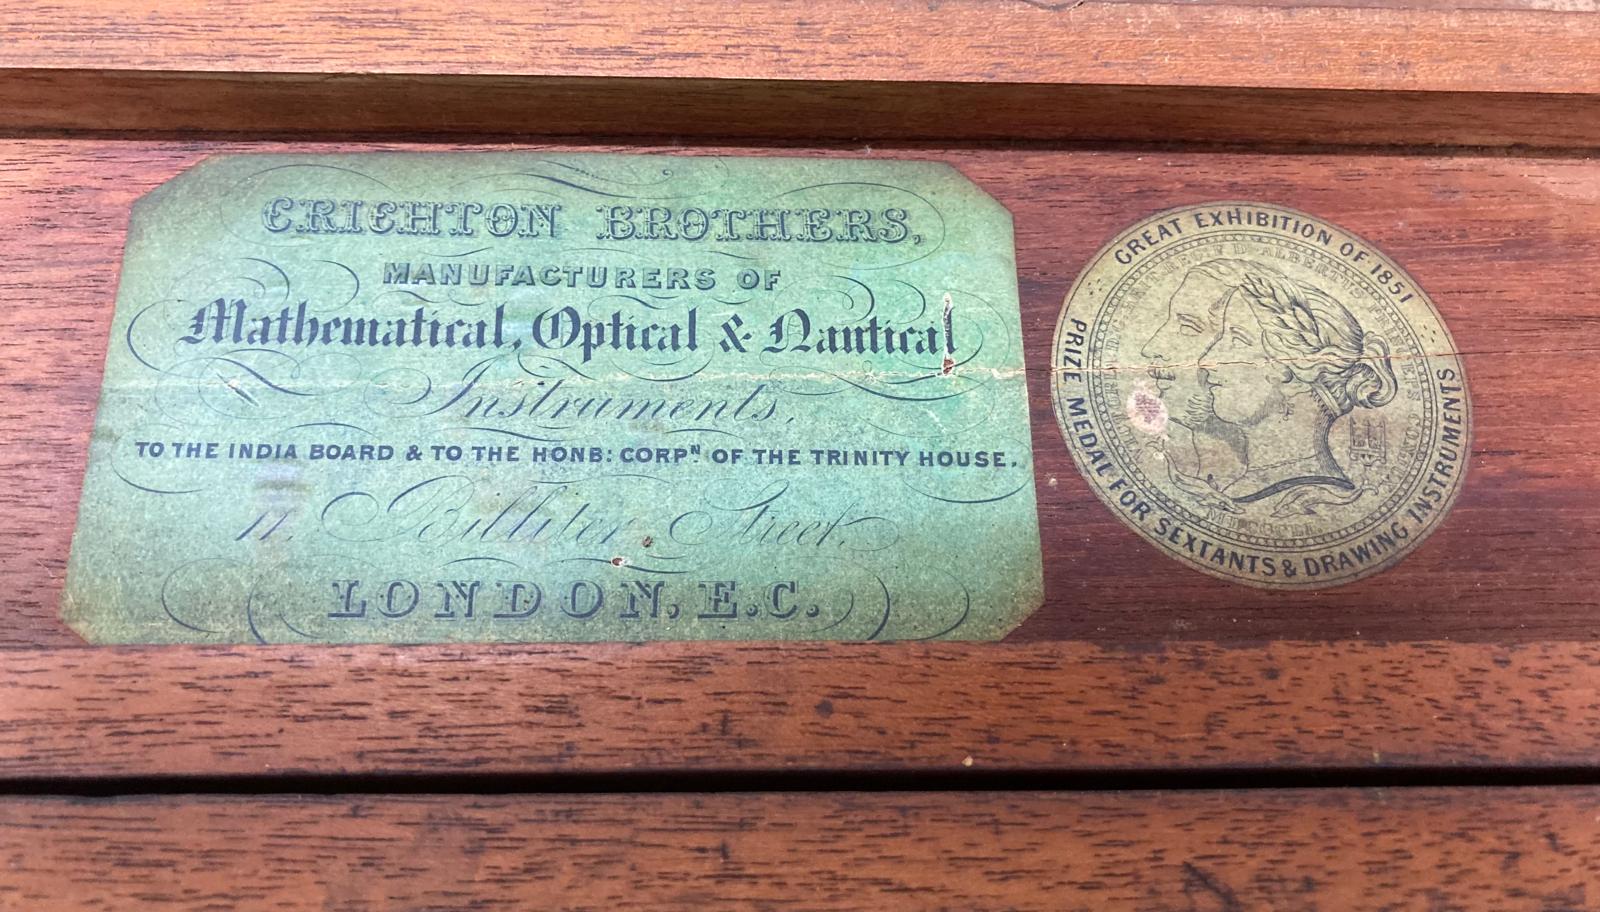 CRICHTON BROTHERS,
MANUFACTURERS OF
Mathematical, Optical & Nautical
Instruments,
TO THE INDIA BOARD & TO THE HONB: CORPN OF THE TRINITY HOUSE.
11. Billiter Street.
LONDON, E.C.
GREAT EXHIBITION OF 1851
PRIZE MEDAL FOR SEXTANTS & DRAWING INSTRUMENTS